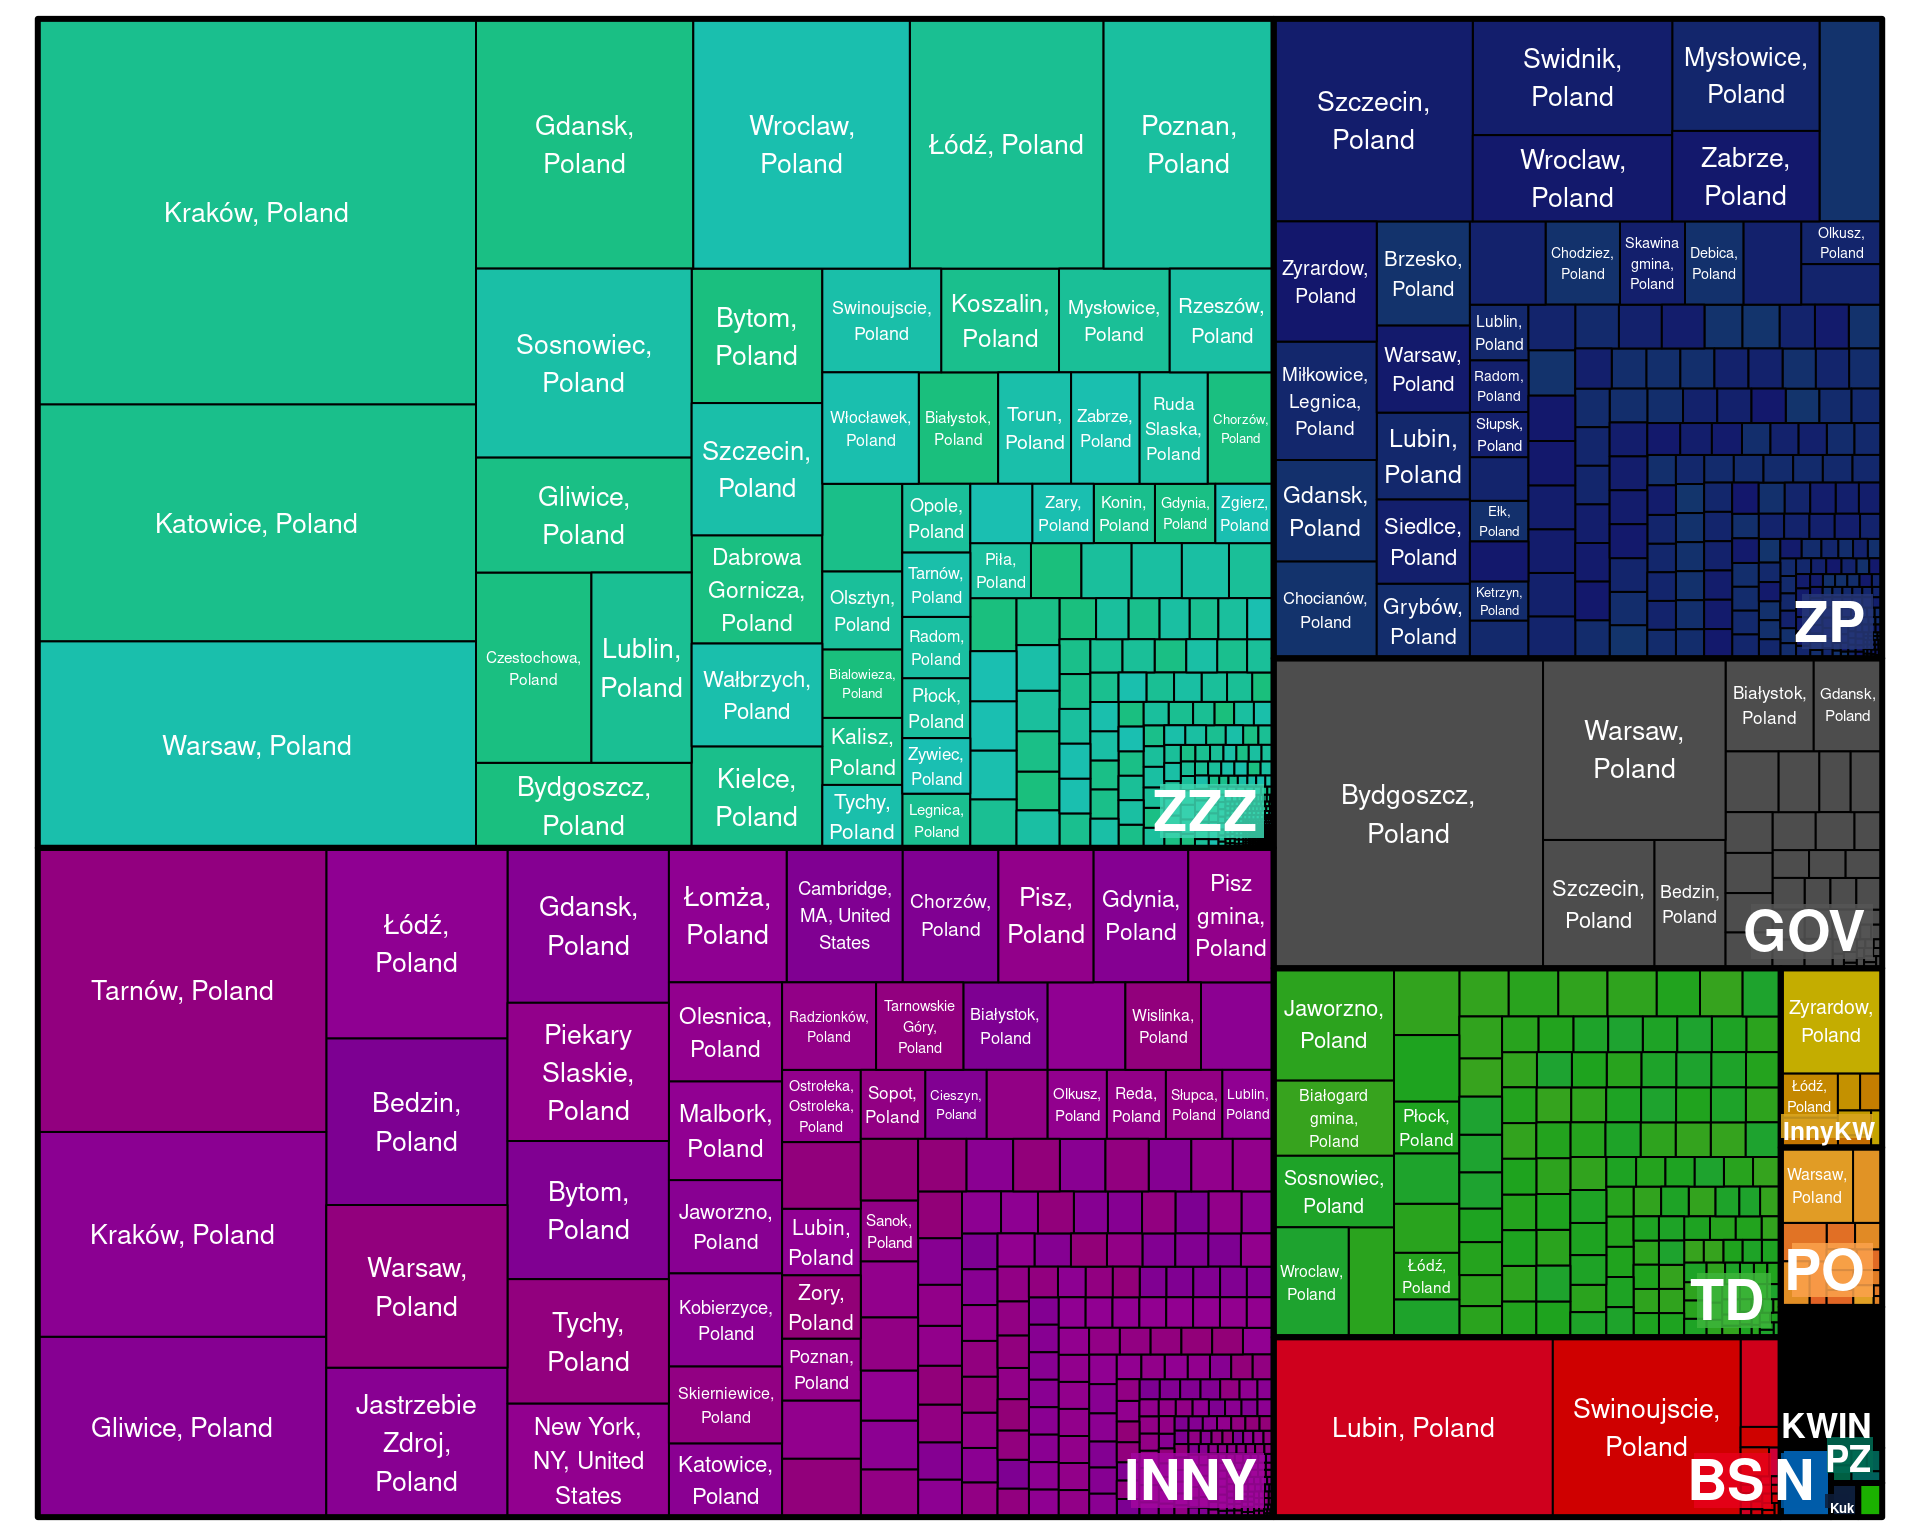 Kraków, Poland
Katowice, Poland
Warsaw, Poland
Gdansk,
Poland
Wroclaw,
Poland
Łódź, Poland
Poznan,
Poland
Sosnowiec,
Poland
Gliwice,
Poland
Czestochowa,
Poland
Lublin,
Poland
Bydgoszcz,
Poland
Bytom,
Poland
Szczecin,
Poland
Dabrowa
Gornicza,
Poland
Wałbrzych,
Poland
Kielce,
Poland
Swinoujscie,
Poland
Koszalin,
Poland
Mysłowice,
Poland
Rzeszów,
Poland
Włocławek,
Poland
Białystok,
Poland
Torun,
Poland
Zabrze,
Poland
Ruda
Slaska,
Poland
Chorzów,
Poland
Olsztyn,
Poland
Bialowieza,
Poland
Kalisz,
Poland
Tychy,
Poland
Opole,
Poland
Tarnów,
Poland
Radom,
Poland
Płock,
Poland
Zywiec,
Poland
Legnica,
Poland
Zary,
Poland
Konin,
Poland
Gdynia,
Poland
Zgierz,
Poland
Piła,
Poland
ZZZ
Szczecin,
Poland
Swidnik,
Poland
Wroclaw,
Poland
Mysłowice,
Poland
Zabrze,
Poland
Zyrardow,
Poland
Miłkowice,
Legnica,
Poland
Gdansk,
Poland
Chocianów,
Poland
Brzesko,
Poland
Warsaw,
Poland
Lubin,
Poland
Siedlce,
Poland
Grybów,
Poland
Chodziez,
Poland
Skawina
gmina,
Poland
Debica,
Poland
Olkusz,
Poland
Lublin,
Poland
Radom,
Poland
Słupsk,
Poland
Ełk,
Poland
Ketrzyn,
Poland
ZP
Bydgoszcz,
Poland
Warsaw,
Poland
Szczecin,
Poland
Bedzin,
Poland
Białystok,
Poland
Gdansk,
Poland
GOV
Tarnów, Poland
Kraków, Poland
Gliwice, Poland
Łódź,
Poland
Bedzin,
Poland
Warsaw,
Poland
Jastrzebie
Zdroj,
Poland
Gdansk,
Poland
Piekary
Slaskie,
Poland
Bytom,
Poland
Tychy,
Poland
New York,
NY, United
States
Łomża,
Poland
Cambridge,
MA, United
States
Chorzów,
Poland
Pisz,
Poland
Gdynia,
Poland
Pisz
gmina,
Poland
Olesnica,
Poland
Malbork,
Poland
Jaworzno,
Poland
Kobierzyce,
Poland
Skierniewice,
Poland
Katowice,
Poland
Radzionków,
Poland
Tarnowskie
Góry,
Poland
Białystok,
Poland
Wislinka,
Poland
Ostrołeka,
Ostroleka,
Poland
Sopot,
Poland
Cieszyn,
Poland
Olkusz,
Poland
Reda,
Poland
Słupca,
Poland
Lublin,
Poland
Lubin,
Poland
Sanok,
Poland
Zory,
Poland
Poznan,
Poland
INNY
Jaworzno,
Poland
Białogard
gmina,
Poland
Sosnowiec,
Poland
Wroclaw,
Poland
Płock,
Poland
Łódź,
Poland
TD
Zyrardow,
Poland
Łódź,
Poland
InnyKW
Warsaw,
Poland
PO
Lubin, Poland
Swinoujscie,
Poland
BS
KWIN
PZ
N
Kuk